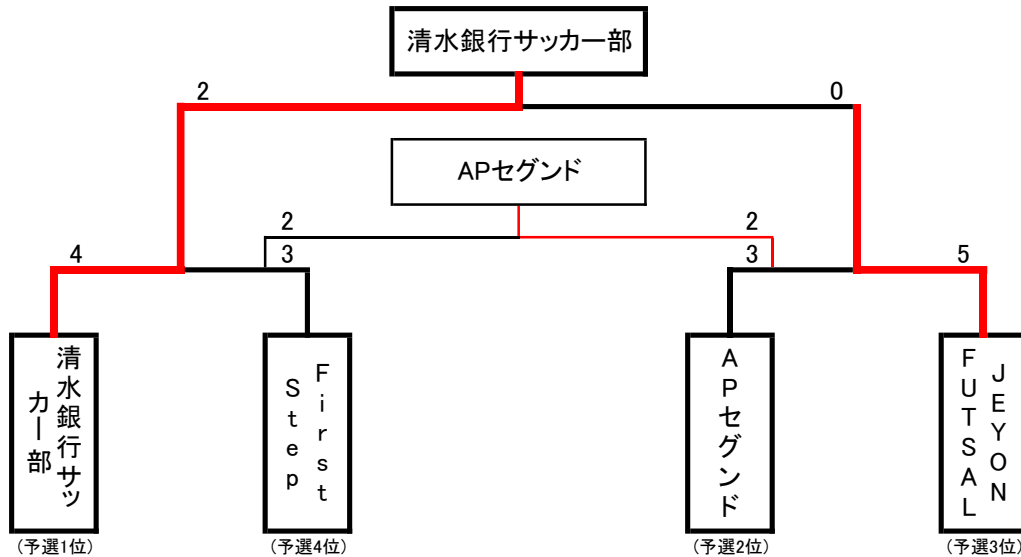 清水銀行サッカー部
2
0
APセグンド
2
2
4
3
3
5
清水銀行サッ
カー部
First
Step
APセグンド
JEYON
FUTSAL
(予選1位)
(予選4位)
(予選2位)
(予選3位)